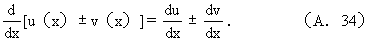 d/dx [u (x) ± v (x) ] = du/dx ± dv/dx . (A. 34)